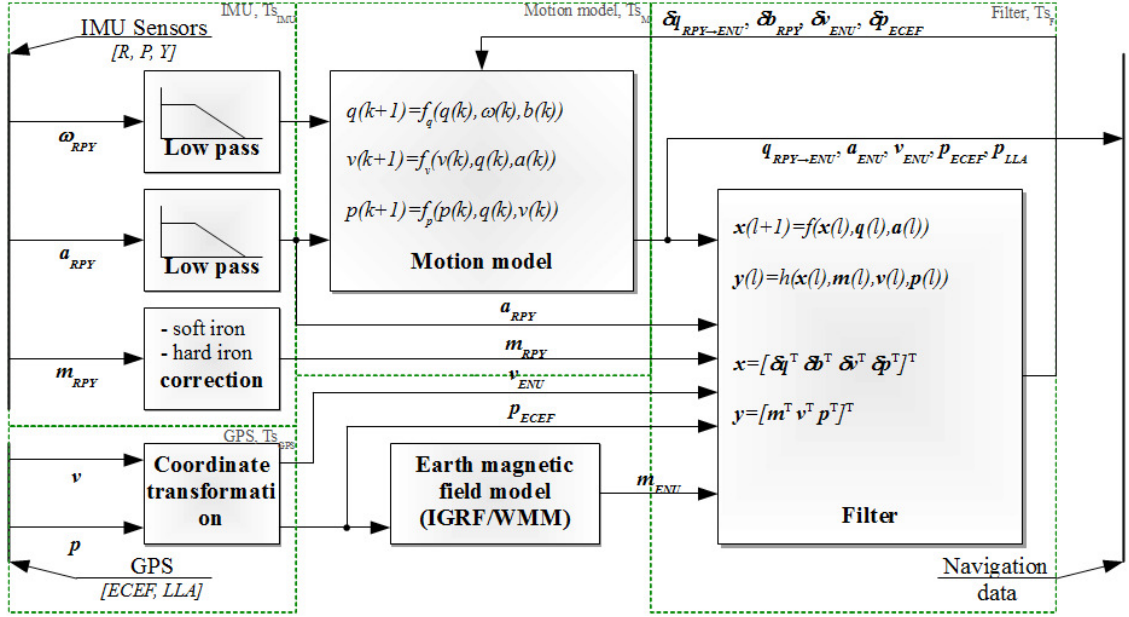 IMU, Ts_IMU
Motion model, Ts_M
δq_RPY→ENU, δb_RPY, δv_ENU, δp_ECEF
Filter, Ts_F
IMU Sensors
[R, P, Y]
ω_RPY
Low pass
q(k+1)=f_q(q(k),ω(k),b(k))
v(k+1)=f_v(v(k),q(k),a(k))
p(k+1)=f_p(p(k),q(k),v(k))
Motion model
q_RPY→ENU, a_ENU, v_ENU, p_ECEF, p_LLA
a_RPY
Low pass
x(l+1)=f(x(l),q(l),a(l))
y(l)=h(x(l),m(l),v(l),p(l))
x=[δq^T δb^T δv^T δp^T]^T
y=[m^T v^T p^T]^T
Filter
a_RPY
m_RPY
- soft iron
- hard iron
correction
m_RPY
v_ENU
p_ECEF
GPS, Ts_GPS
v
Coordinate
transformati
on
p
Earth magnetic
field model
(IGRF/WMM)
m_ENU
GPS
[ECEF, LLA]
Navigation
data